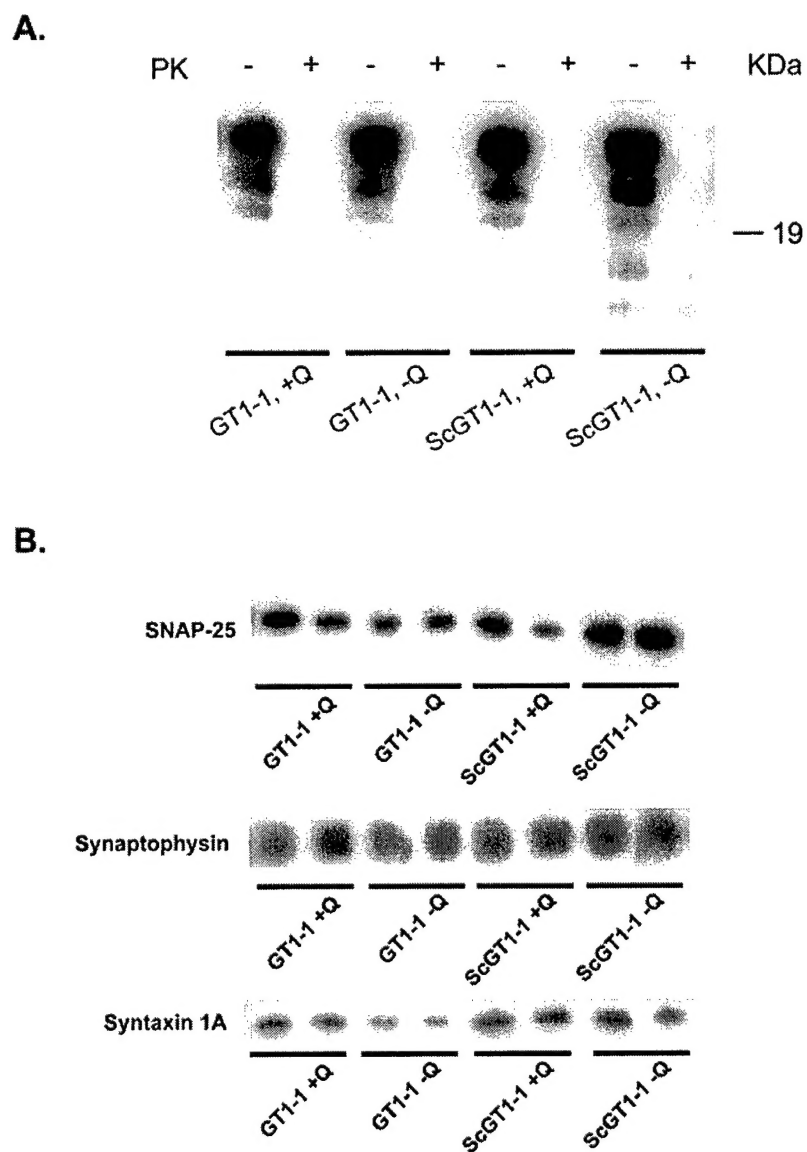 A.
PK - + - + - + - + KDa
19
GT1-1, +Q GT1-1, -Q ScGT1-1, +Q ScGT1-1, -Q
B.
SNAP-25
GT1-1 +Q GT1-1 -Q ScGT1-1 +Q ScGT1-1 -Q
Synaptophysin
GT1-1 +Q GT1-1 -Q ScGT1-1 +Q ScGT1-1 -Q
Syntaxin 1A
GT1-1 +Q GT1-1 -Q ScGT1-1 +Q ScGT1-1 -Q